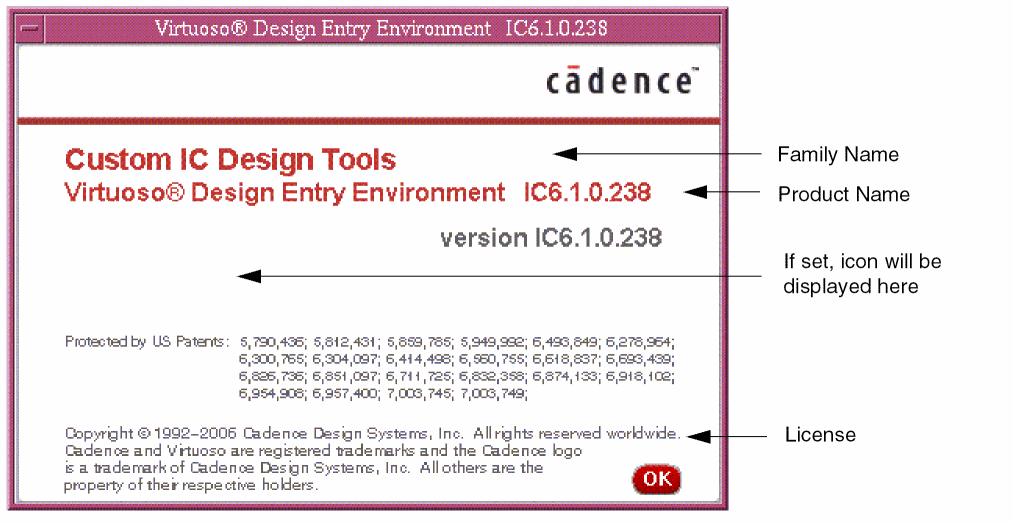 Virtuoso® Design Entry Environment IC6.1.0.238
cādence™
Custom IC Design Tools
Family Name
Virtuoso® Design Entry Environment IC6.1.0.238
Product Name
version IC6.1.0.238
If set, icon will be
displayed here
Protected by US Patents: 5,790,436; 5,812,431; 5,859,785; 5,949,992; 6,493,849; 6,278,964;
6,300,765; 6,304,097; 6,414,498; 6,560,755; 6,618,837; 6,693,439;
6,826,736; 6,851,097; 6,711,725; 6,832,358; 6,874,133; 6,918,102;
6,954,908; 6,957,400; 7,003,745; 7,003,749;
Copyright © 1992-2006 Cadence Design Systems, Inc. All rights reserved worldwide.
Cadence and Virtuoso are registered trademarks and the Cadence logo
is a trademark of Cadence Design Systems, Inc. All others are the
property of their respective holders.
License
OK